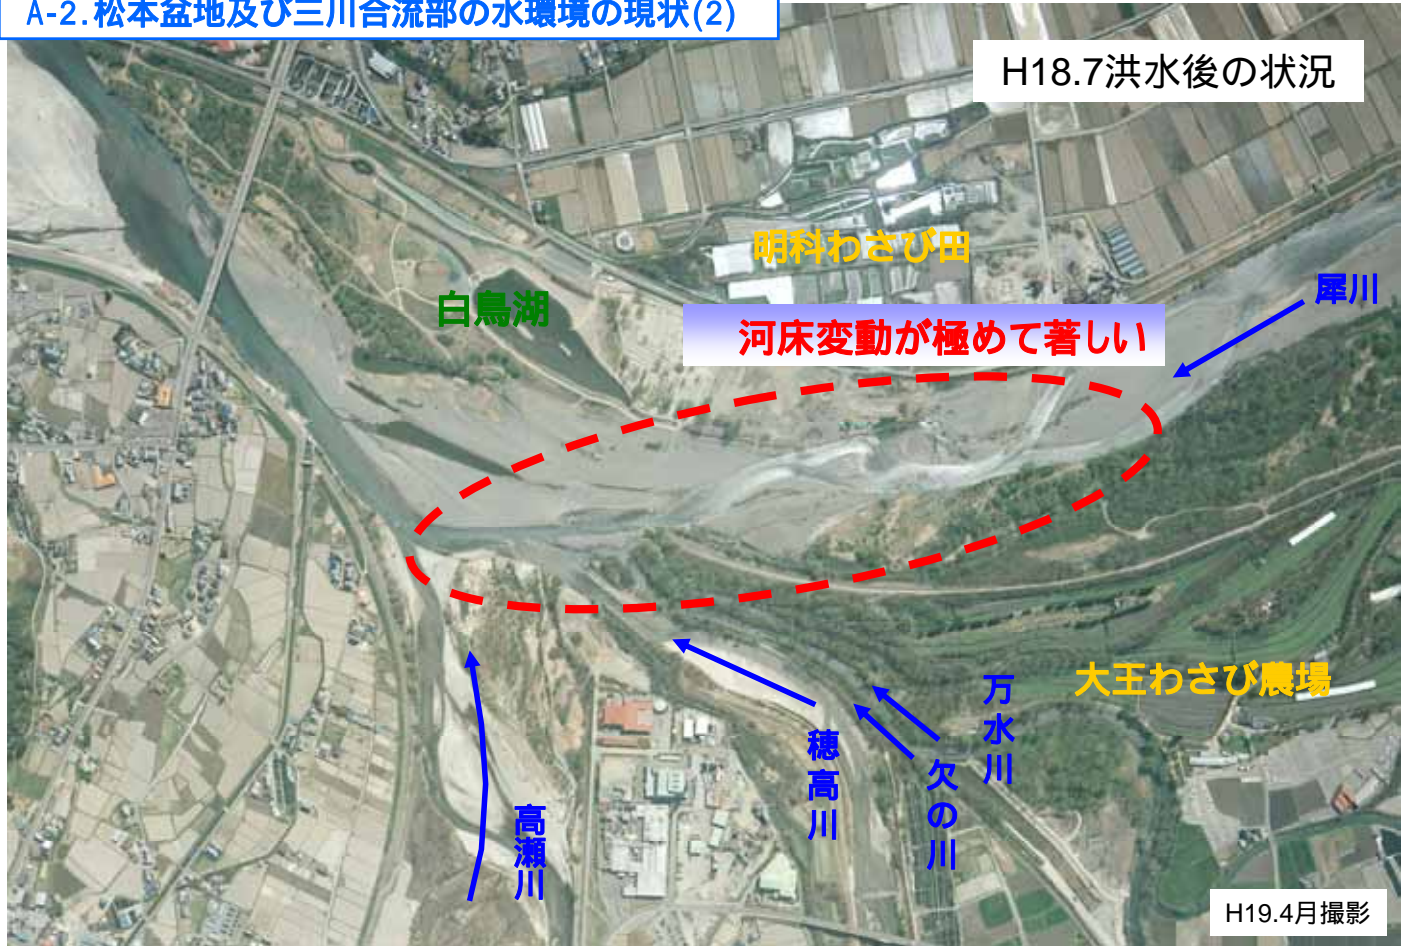 A-2.松本盆地及び三川合流部の水環境の現状(2)
H18.7洪水後の状況
明科わさび田
犀川
白鳥湖
河床変動が極めて著しい
大王わさび農場
万水川
穂高川
欠の川
高瀬川
H19.4月撮影